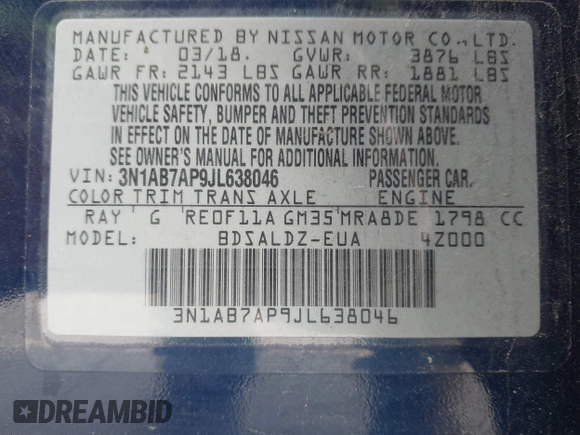 MANUFACTURED BY NISSAN MOTOR CO.,LTD.
DATE: 03/18. GVWR: 3876 LBS
GAWR FR: 2143 LBS GAWR RR: 1881 LBS
THIS VEHICLE CONFORMS TO ALL APPLICABLE FEDERAL MOTOR
VEHICLE SAFETY, BUMPER AND THEFT PREVENTION STANDARDS
IN EFFECT ON THE DATE OF MANUFACTURE SHOWN ABOVE.
SEE OWNER'S MANUAL FOR ADDITIONAL INFORMATION.
VIN: 3N1AB7AP9JL638046 PASSENGER CAR.
COLOR TRIM TRANS AXLE ENGINE
RAY G RE0F11A GM35 MRA8DE 1798 CC
MODEL: BDSALDZ-EUA 4Z000
3N1AB7AP9JL638046
DREAMBID